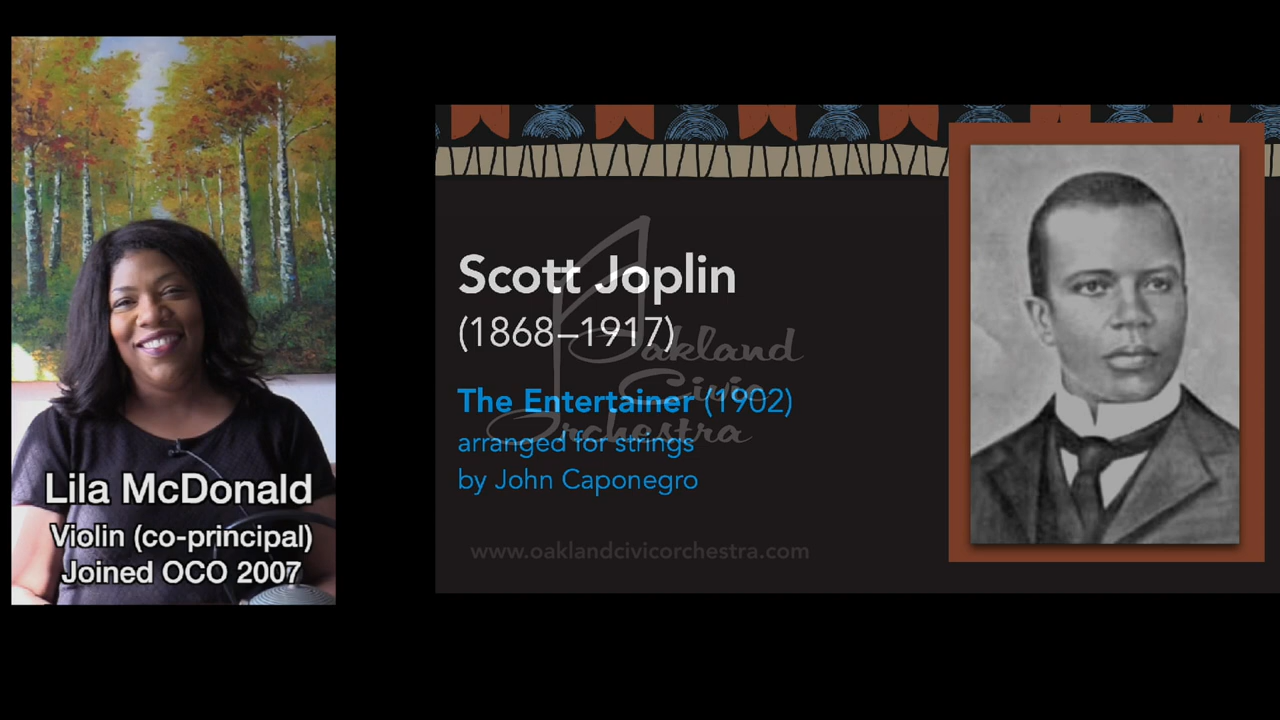 Lila McDonald
Violin (co-principal)
Joined OCO 2007
Scott Joplin
(1868–1917)
The Entertainer (1902)
arranged for strings
by John Caponegro
Oakland
Civic
Orchestra
www.oaklandcivicorchestra.com